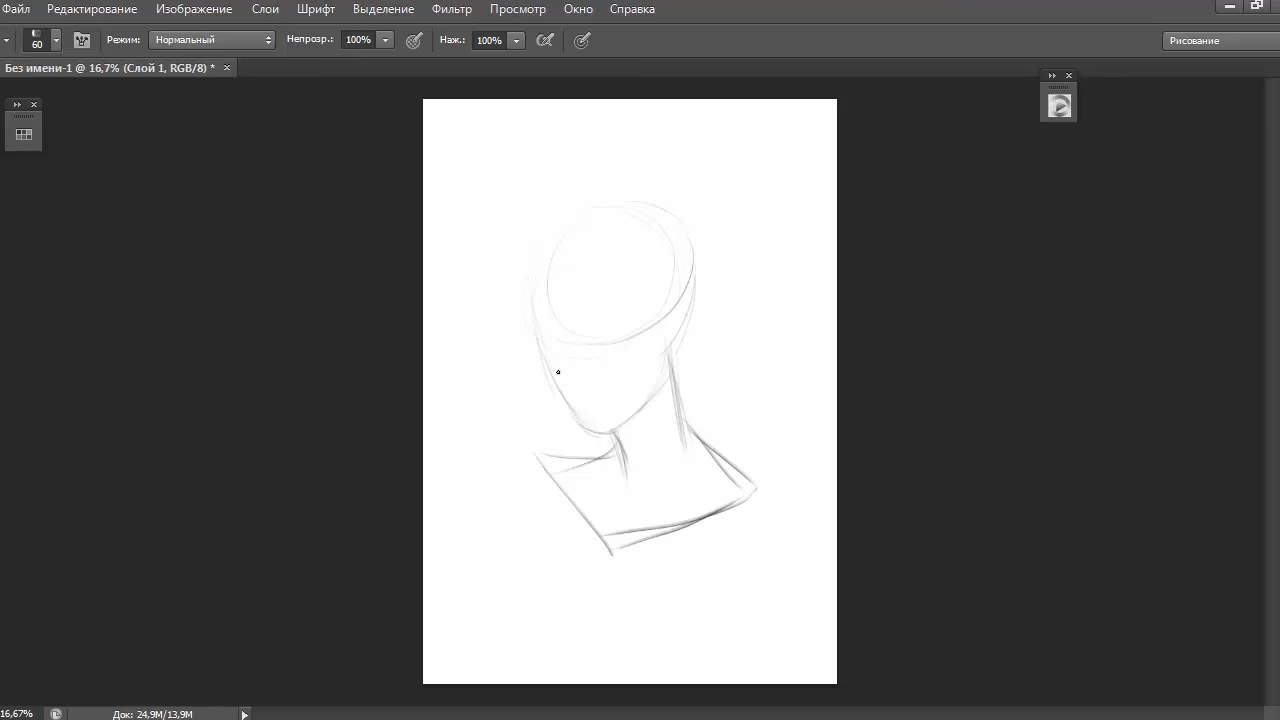 Файл Редактирование Изображение Слои Шрифт Выделение Фильтр Просмотр Окно Справка
60 Режим: Нормальный Непрозр.: 100% Наж.: 100% Рисование
Без имени-1 @ 16,7% (Слой 1, RGB/8) * ×
16,67% Док: 24,9M/13,9M